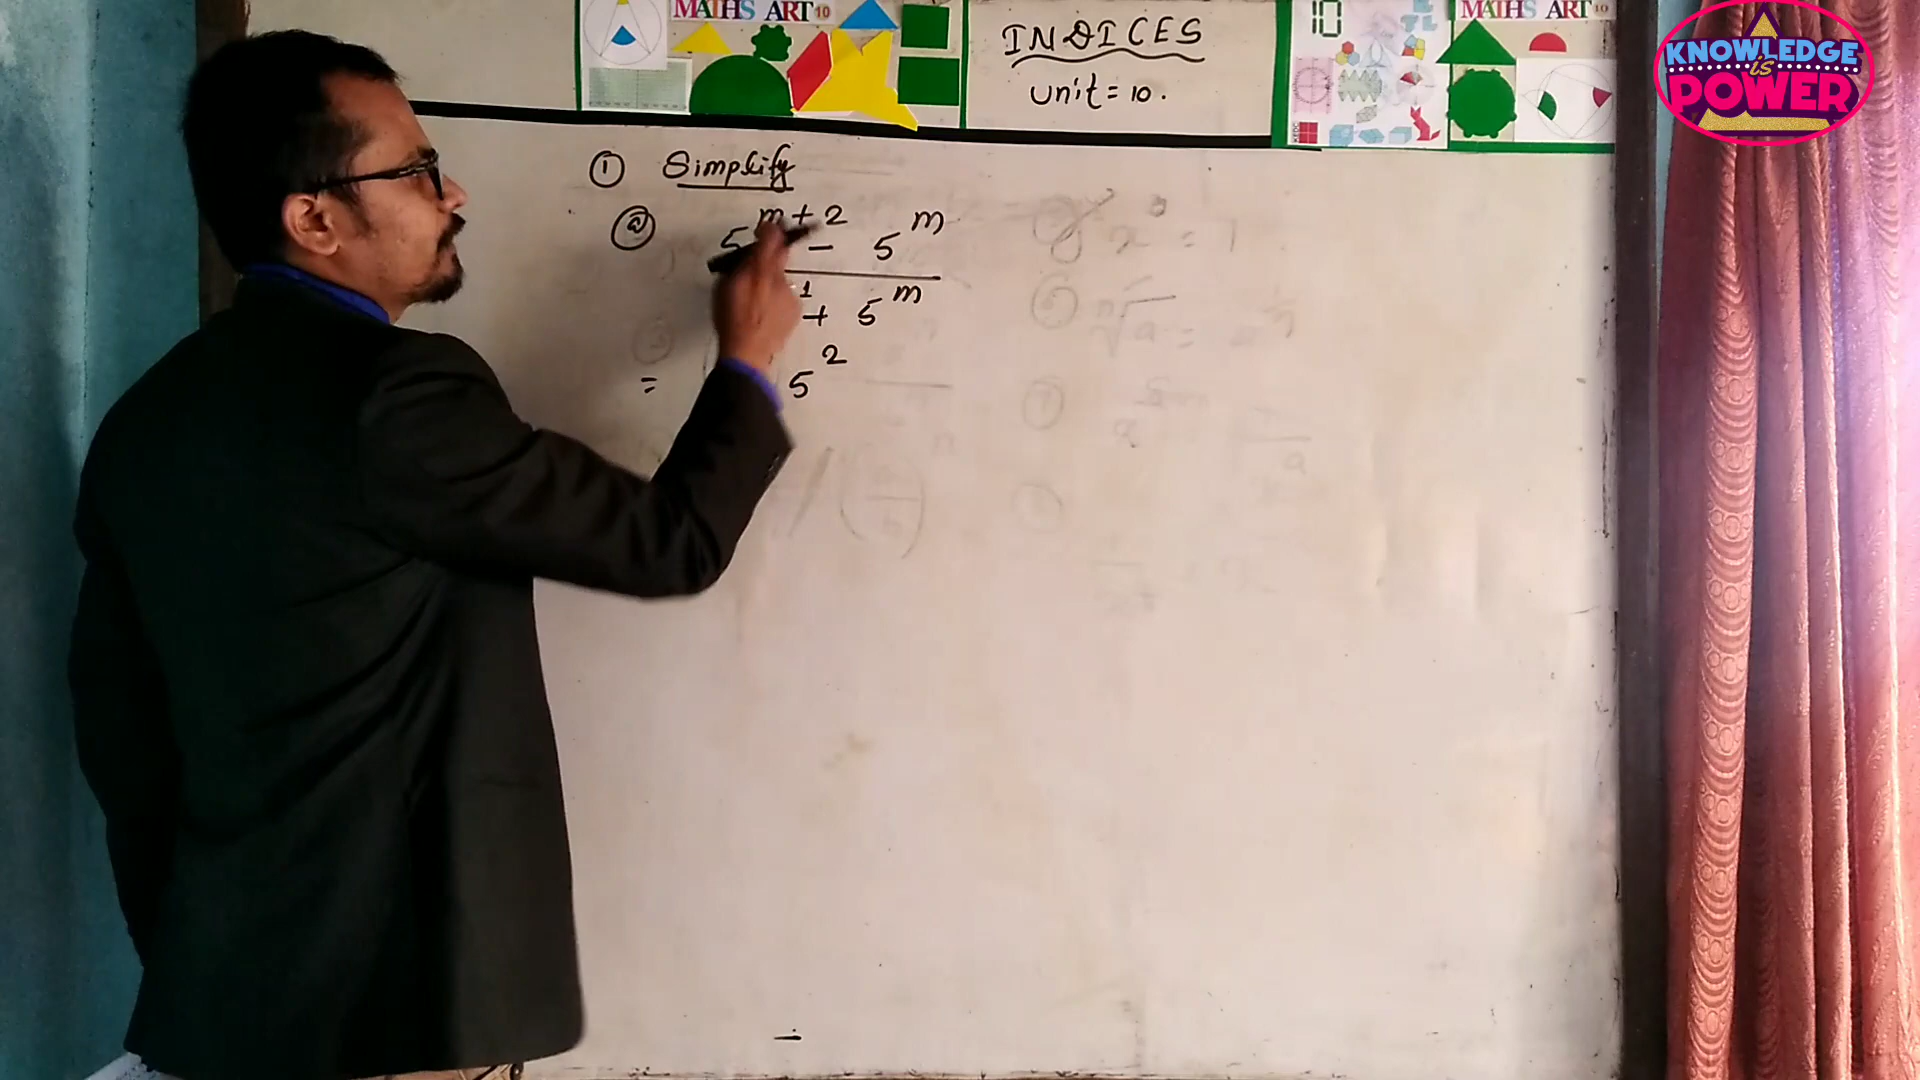 MATHS ART 10
INDICES
unit = 10.
10
MATHS ART 10
KNOWLEDGE
is
POWER
① Simplify
ⓐ 5^{m+2} - 5^m
1 + 5^m
= 5^2